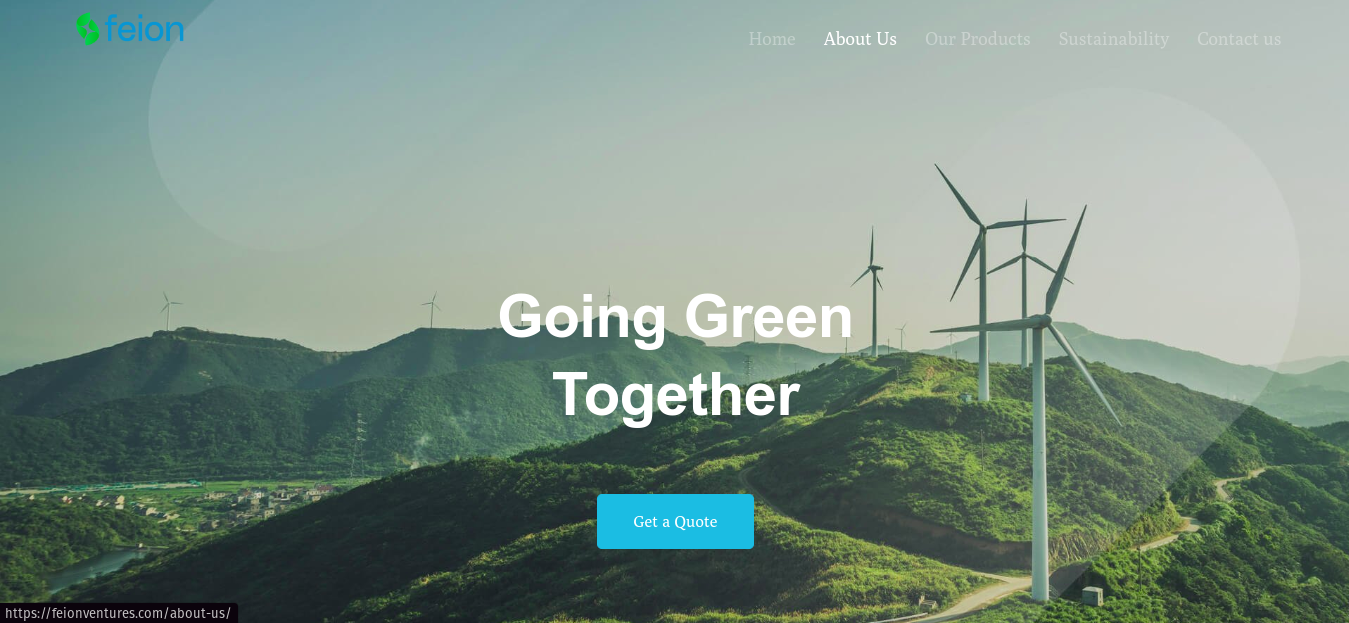 feion
Home About Us Our Products Sustainability Contact us
Going Green
Together
Get a Quote
https://feionventures.com/about-us/